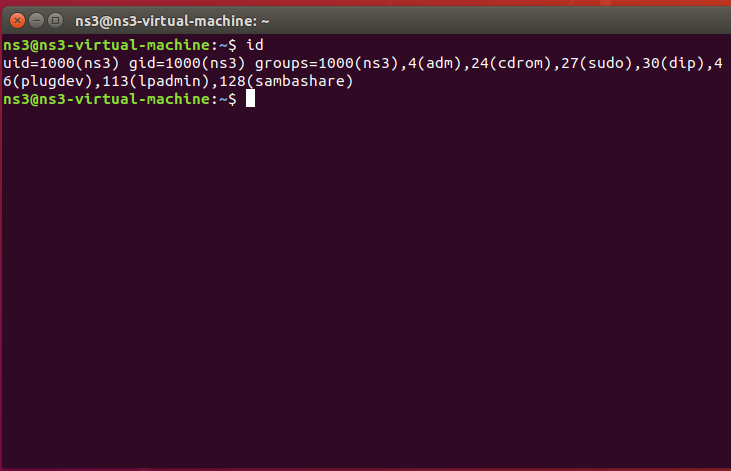 ns3@ns3-virtual-machine: ~
ns3@ns3-virtual-machine:~$ id
uid=1000(ns3) gid=1000(ns3) groups=1000(ns3),4(adm),24(cdrom),27(sudo),30(dip),4
6(plugdev),113(lpadmin),128(sambashare)
ns3@ns3-virtual-machine:~$